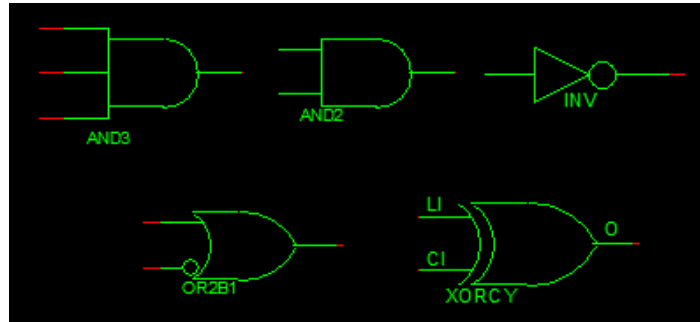 AND3
AND2
INV
OR2B1
LI
CI
O
XORCY